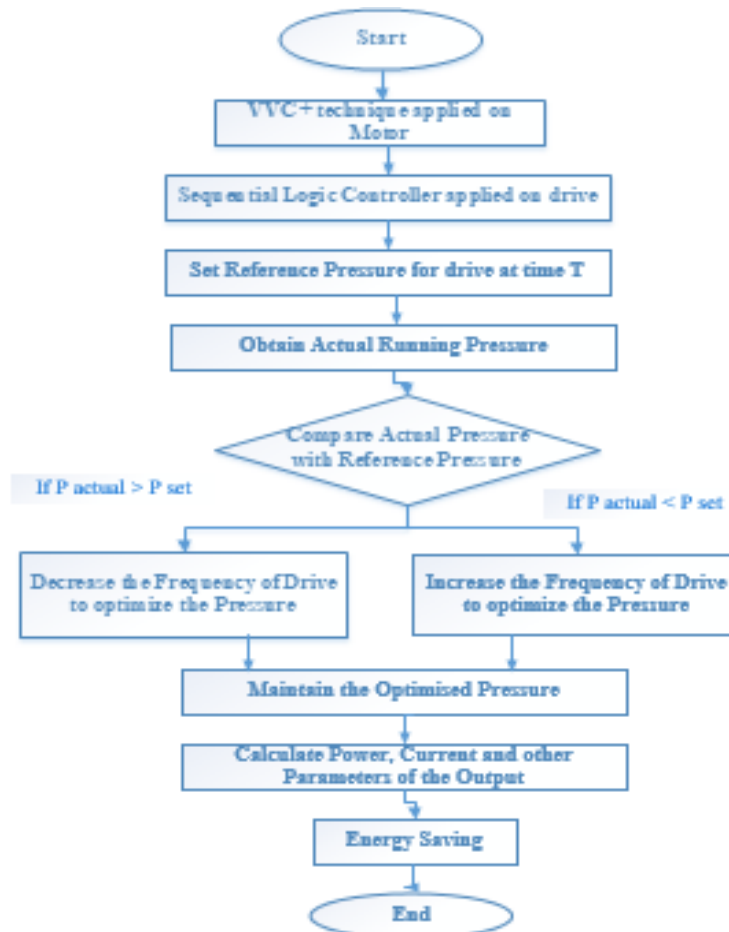 Start
VVC+ technique applied on
Motor
Sequential Logic Controller applied on drive
Set Reference Pressure for drive at time T
Obtain Actual Running Pressure
Compare Actual Pressure
with Reference Pressure
If P actual > P set
If P actual < P set
Decrease the Frequency of Drive
to optimize the Pressure
Increase the Frequency of Drive
to optimize the Pressure
Maintain the Optimised Pressure
Calculate Power, Current and other
Parameters of the Output
Energy Saving
End